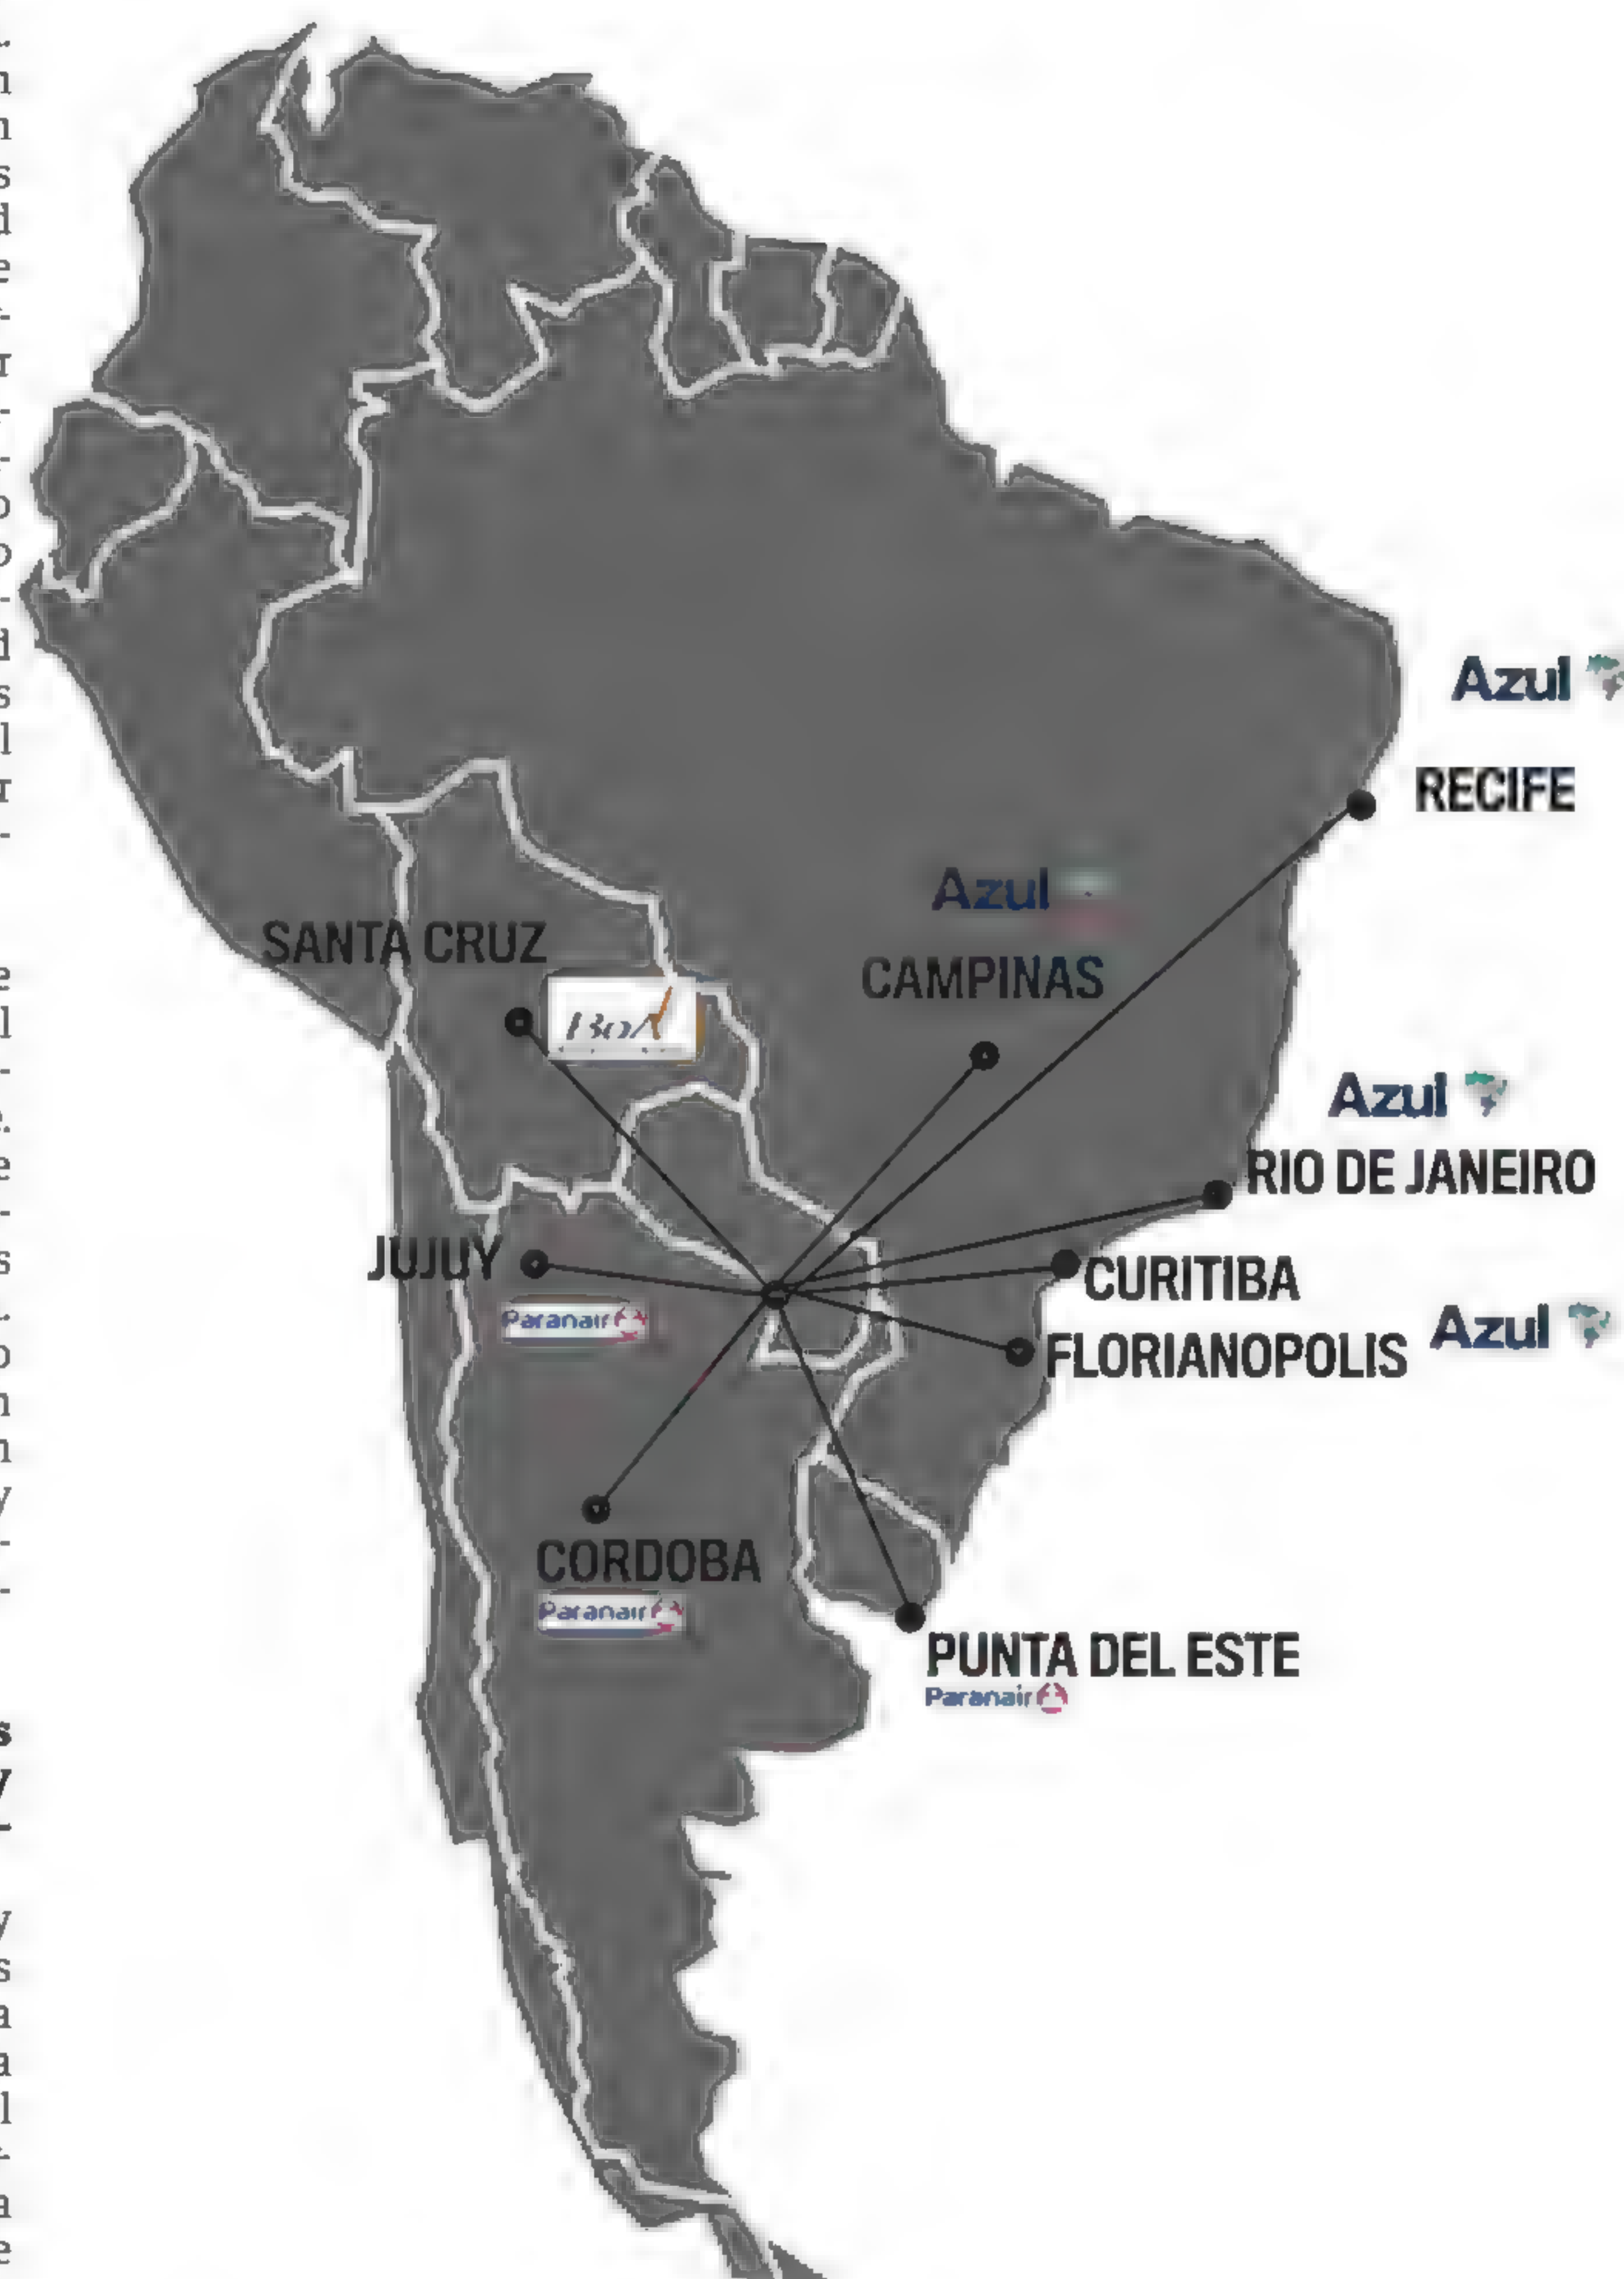 Azul
RECIFE
Azul
SANTA CRUZ
CAMPINAS
BoA
Azul
RIO DE JANEIRO
JUJUY
CURITIBA
Paranair
Azul
FLORIANOPOLIS
CORDOBA
Paranair
PUNTA DEL ESTE
Paranair